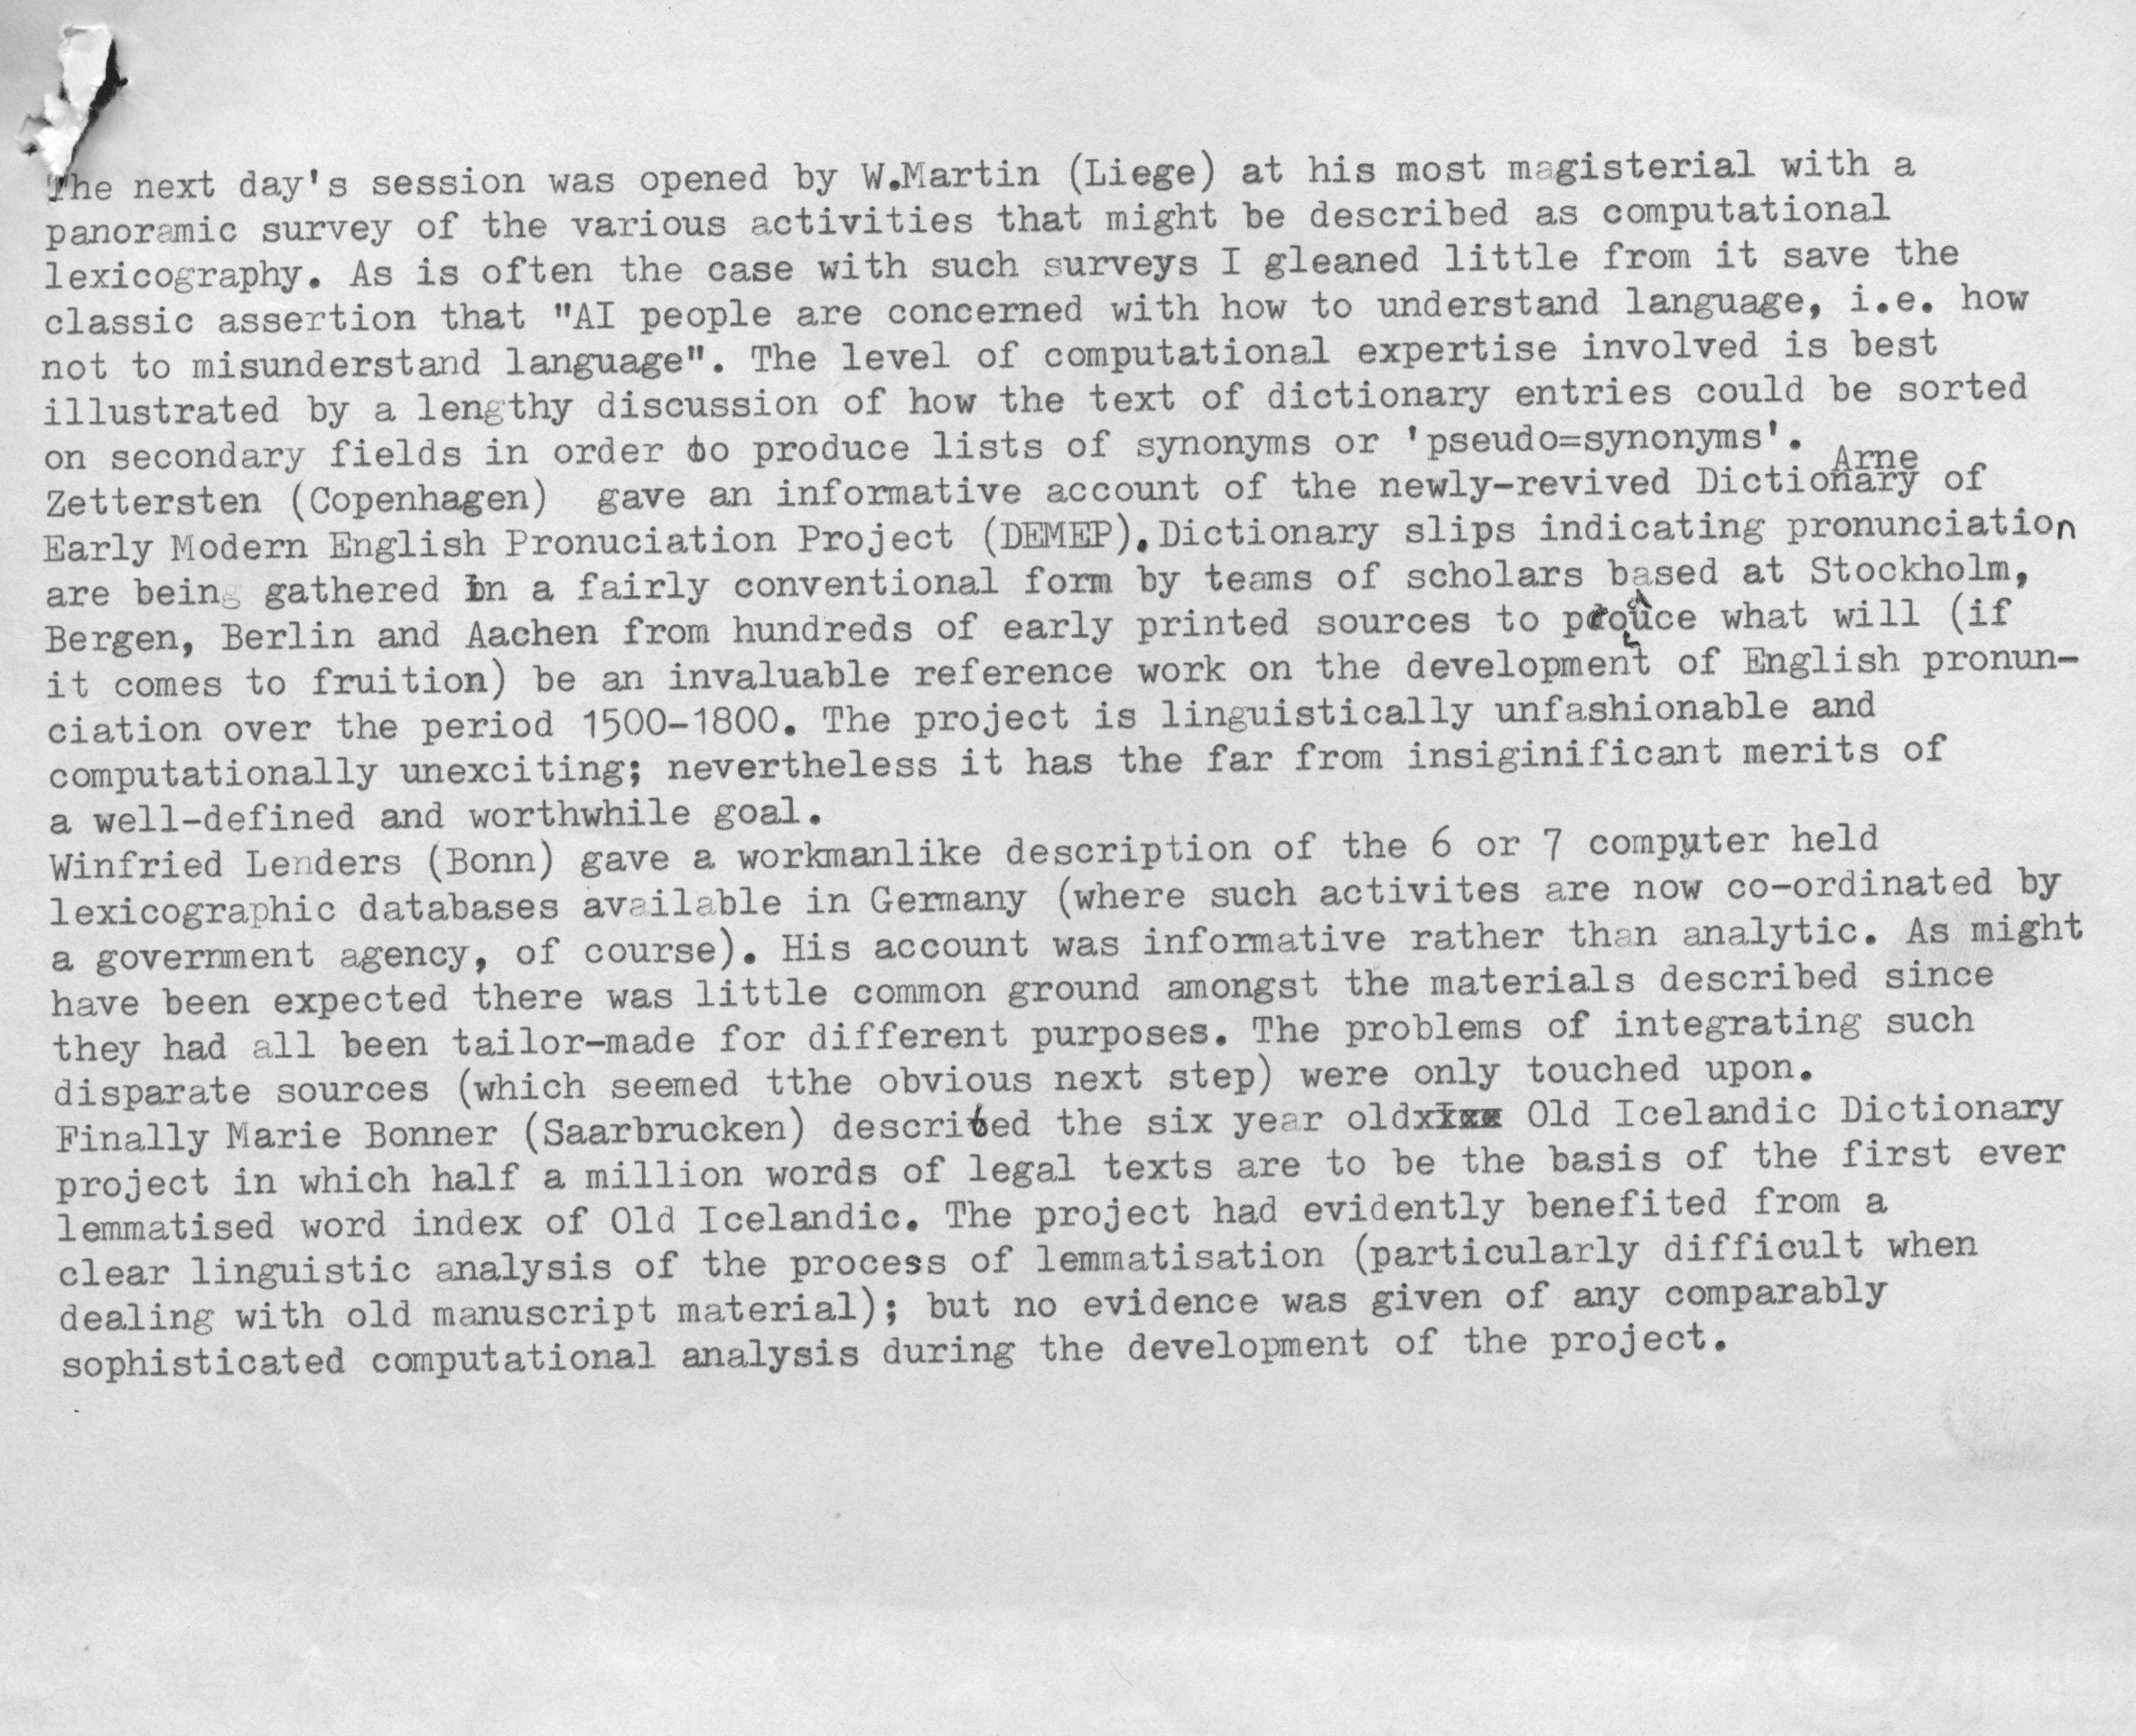 The next day's session was opened by W.Martin (Liege) at his most magisterial with a
panoramic survey of the various activities that might be described as computational
lexicography. As is often the case with such surveys I gleaned little from it save the
classic assertion that "AI people are concerned with how to understand language, i.e. how
not to misunderstand language". The level of computational expertise involved is best
illustrated by a lengthy discussion of how the text of dictionary entries could be sorted
on secondary fields in order to produce lists of synonyms or 'pseudo=synonyms'. Arne
Zettersten (Copenhagen)  gave an informative account of the newly-revived Dictionary of
Early Modern English Pronuciation Project (DEMEP). Dictionary slips indicating pronunciation
are being gathered in a fairly conventional form by teams of scholars based at Stockholm,
Bergen, Berlin and Aachen from hundreds of early printed sources to produce what will (if
it comes to fruition) be an invaluable reference work on the development of English pronun-
ciation over the period 1500-1800. The project is linguistically unfashionable and
computationally unexciting; nevertheless it has the far from insiginificant merits of
a well-defined and worthwhile goal.
Winfried Lenders (Bonn) gave a workmanlike description of the 6 or 7 computer held
lexicographic databases available in Germany (where such activites are now co-ordinated by
a government agency, of course). His account was informative rather than analytic. As might
have been expected there was little common ground amongst the materials described since
they had all been tailor-made for different purposes. The problems of integrating such
disparate sources (which seemed tthe obvious next step) were only touched upon.
Finally Marie Bonner (Saarbrucken) described the six year old Old Icelandic Dictionary
project in which half a million words of legal texts are to be the basis of the first ever
lemmatised word index of Old Icelandic. The project had evidently benefited from a
clear linguistic analysis of the process of lemmatisation (particularly difficult when
dealing with old manuscript material); but no evidence was given of any comparably
sophisticated computational analysis during the development of the project.